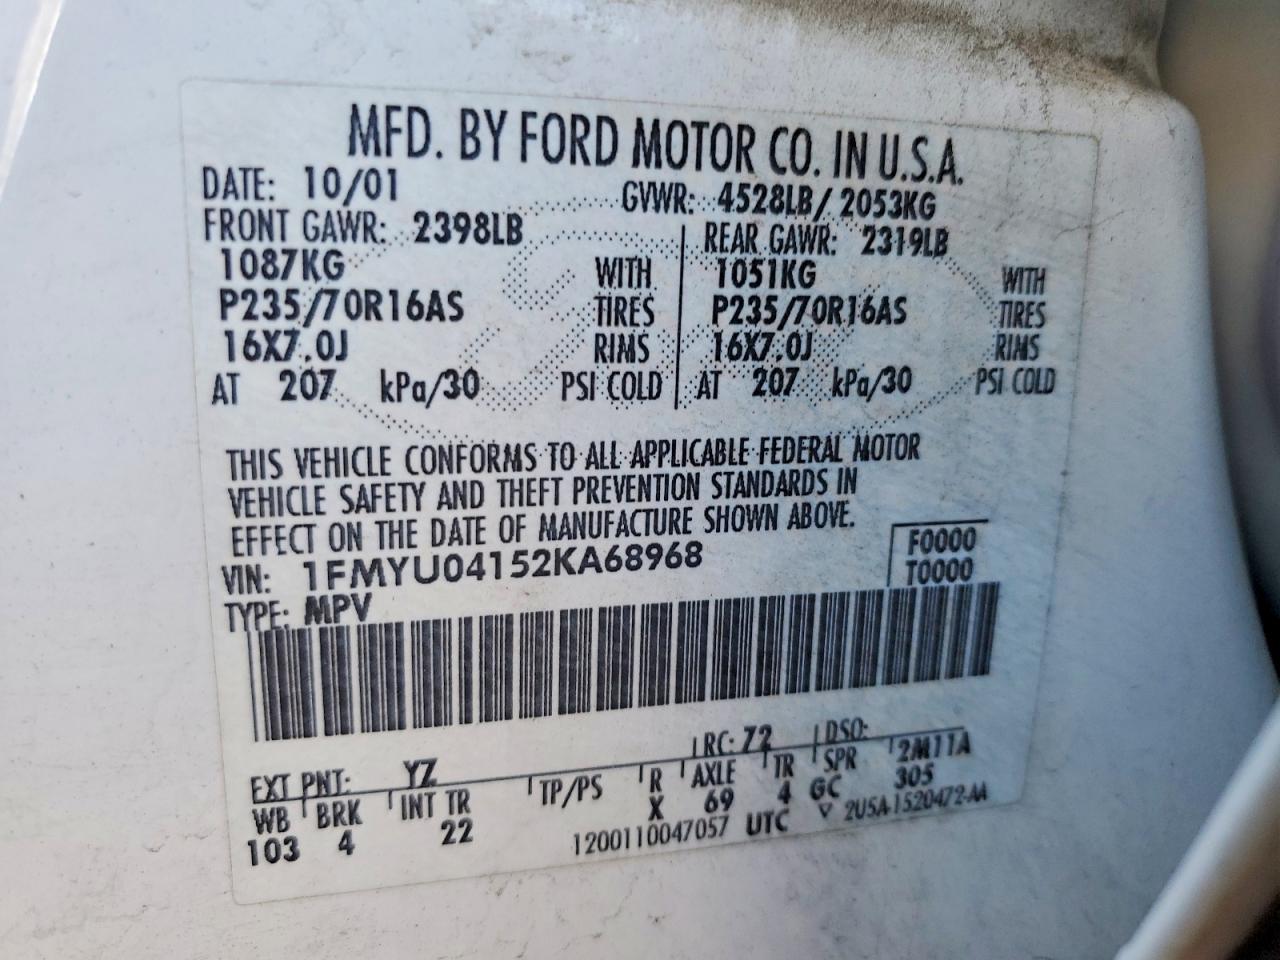 MFD. BY FORD MOTOR CO. IN U.S.A.
DATE: 10/01 GVWR: 4528LB/ 2053KG
FRONT GAWR: 2398LB REAR GAWR: 2319LB
1087KG WITH 1051KG WITH
P235/70R16AS TIRES P235/70R16AS TIRES
16X7.0J RIMS 16X7.0J RIMS
AT 207 kPa/30 PSI COLD AT 207 kPa/30 PSI COLD
THIS VEHICLE CONFORMS TO ALL APPLICABLE FEDERAL MOTOR
VEHICLE SAFETY AND THEFT PREVENTION STANDARDS IN
EFFECT ON THE DATE OF MANUFACTURE SHOWN ABOVE.
VIN: 1FMYU04152KA68968 F0000
TYPE: MPV T0000
EXT PNT: YZ RC: 72 DSO:
WB BRK INT TR TP/PS R AXLE TR SPR 2M11A
103 4 22 X 69 4 GC 305
1200110047057 UTC ▽ 2U5A-1520472-AA